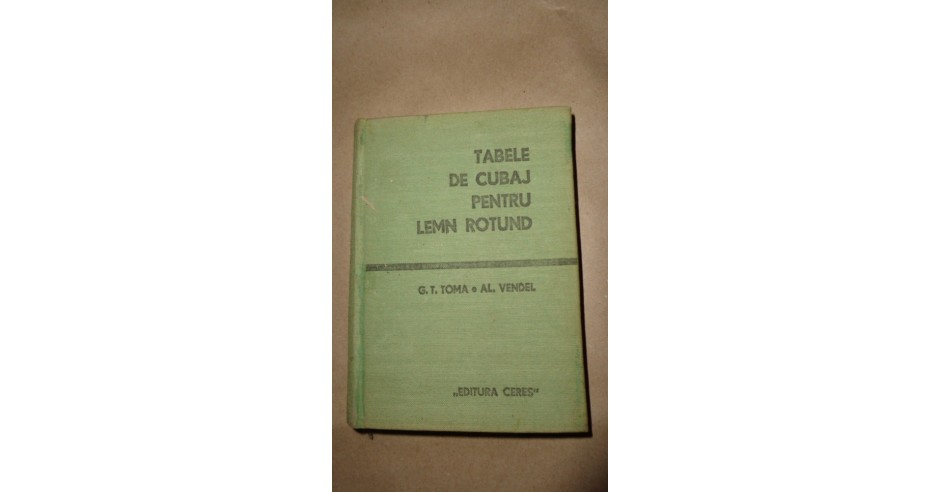 TABELE
DE CUBAJ
PENTRU
LEMN ROTUND
G. T. TOMA • AL. VENDEL
„EDITURA CERES“